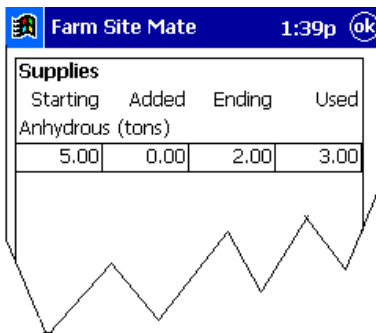 Farm Site Mate 1:39p ok
Supplies
Starting Added Ending Used
Anhydrous (tons)
5.00 0.00 2.00 3.00